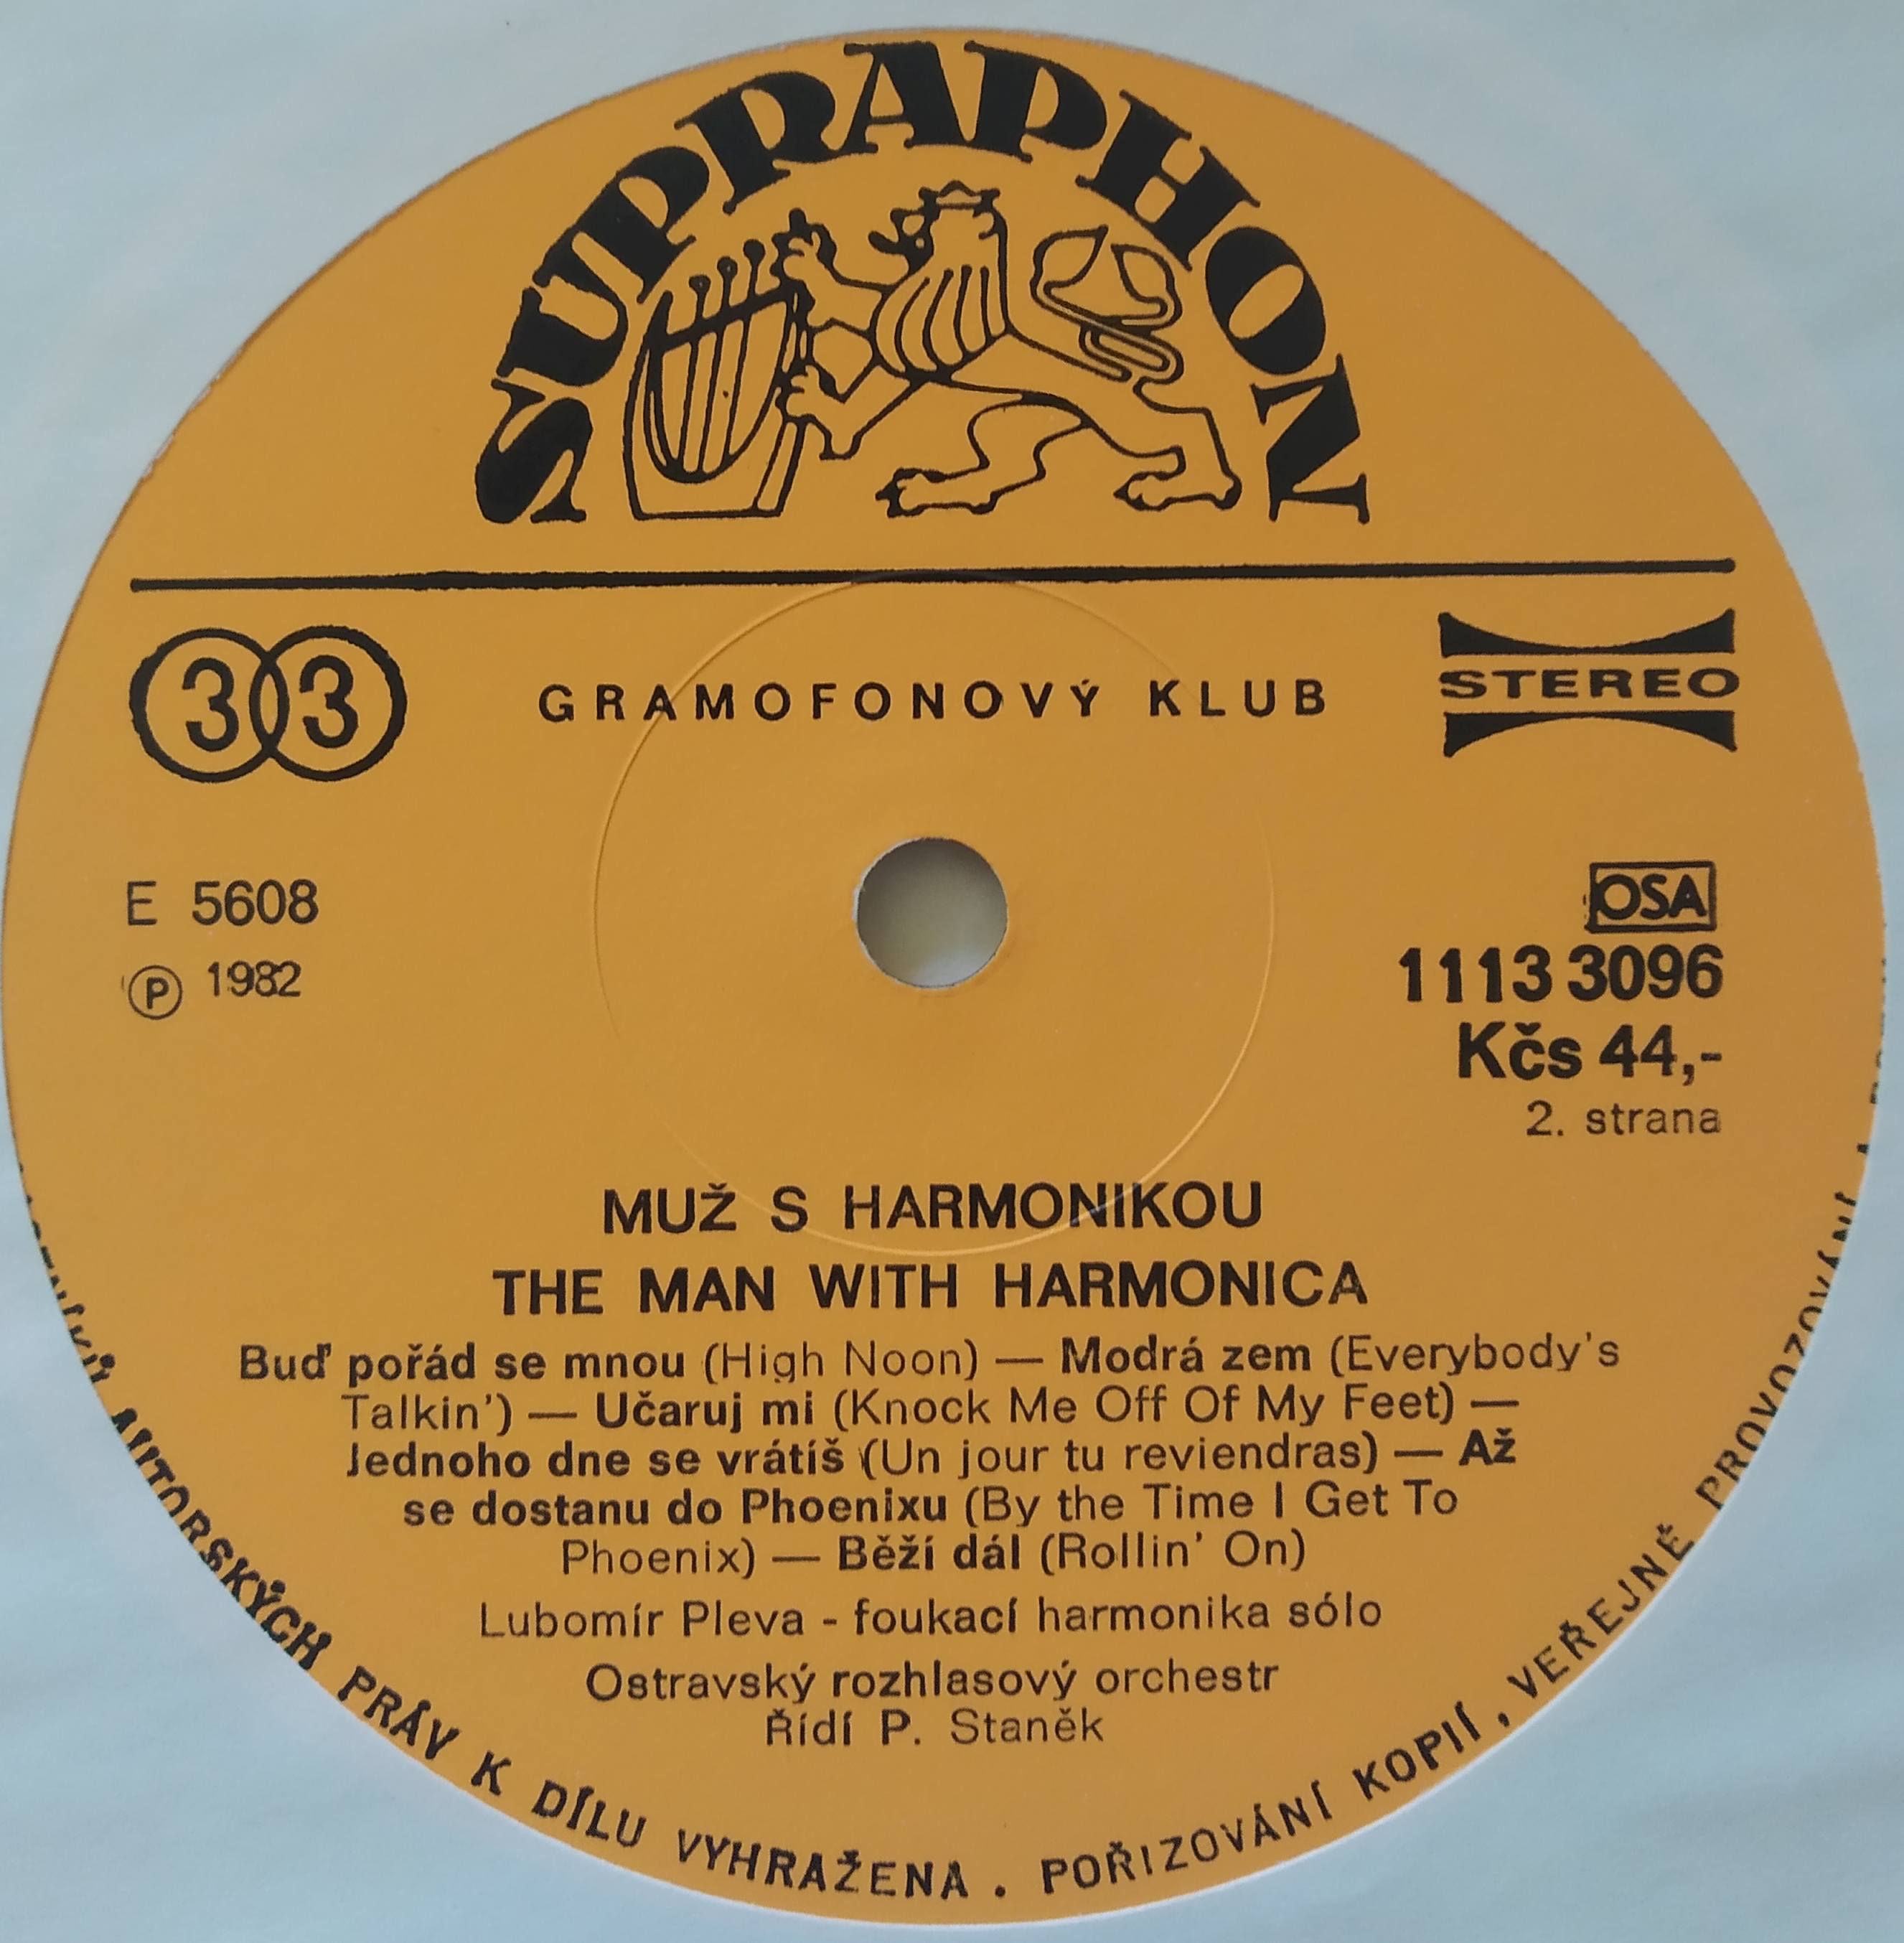 SUPRAPHON
33
GRAMOFONOVÝ KLUB
STEREO
E 5608
Ⓟ 1982
OSA
1113 3096
Kčs 44,-
2. strana
MUŽ S HARMONIKOU
THE MAN WITH HARMONICA
Buď pořád se mnou (High Noon) — Modrá zem (Everybody's
Talkin') — Učaruj mi (Knock Me Off Of My Feet) —
Jednoho dne se vrátíš (Un jour tu reviendras) — Až
se dostanu do Phoenixu (By the Time I Get To
Phoenix) — Běží dál (Rollin' On)
Lubomír Pleva - foukací harmonika sólo
Ostravský rozhlasový orchestr
Řídí P. Staněk
AUTORSKÝCH PRÁV K DÍLU VYHRAŽENA . POŘIZOVÁNÍ KOPIÍ , VEŘEJNÉ PROVOZOVÁNÍ